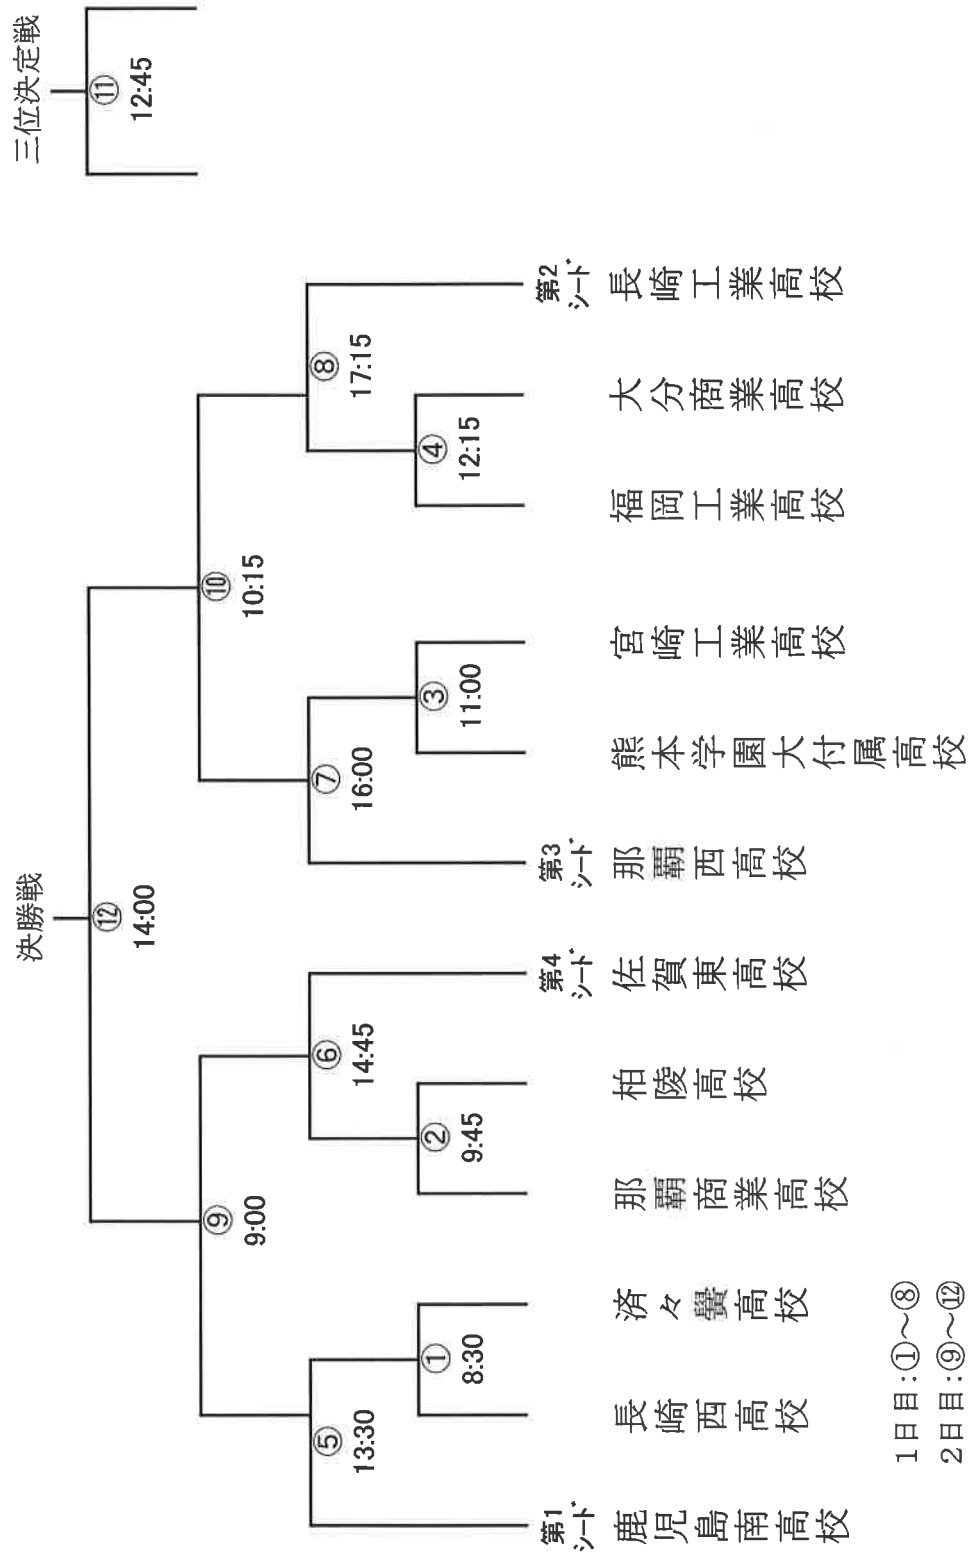 決勝戦
⑫
14:00
三位決定戦
⑪
12:45
⑨
9:00
⑩
10:15
⑤
13:30
⑥
14:45
⑦
16:00
⑧
17:15
①
8:30
②
9:45
③
11:00
④
12:15
第1シード
鹿児島南高校
長崎西高校
済々黌高校
那覇商業高校
柏陵高校
第4シード
佐賀東高校
第3シード
那覇西高校
熊本学園大付属高校
宮崎工業高校
福岡工業高校
大分商業高校
第2シード
長崎工業高校
1日目:①～⑧
2日目:⑨～⑫